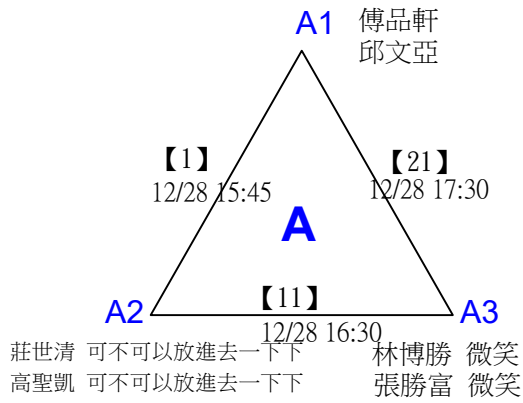 A1 傅品軒
邱文亞
【1】
12/28 15:45
【21】
12/28 17:30
A
【11】
12/28 16:30
A2
A3
莊世清 可不可以放進去一下下
高聖凱 可不可以放進去一下下
林博勝 微笑
張勝富 微笑